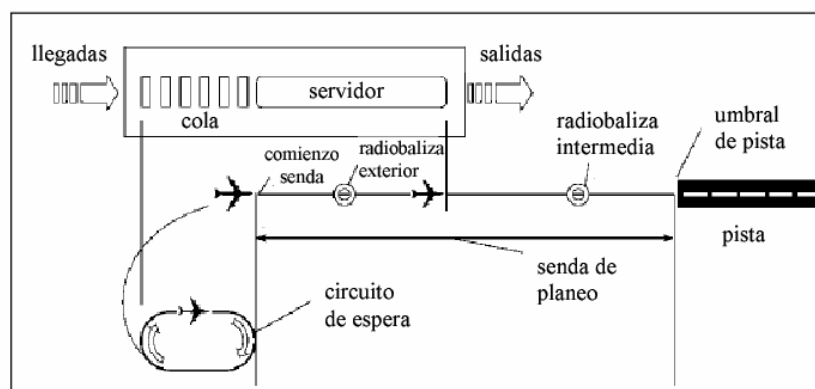 llegadas
salidas
servidor
cola
comienzo
senda
radiobaliza
exterior
radiobaliza
intermedia
umbral
de pista
pista
senda de
planeo
circuito
de espera